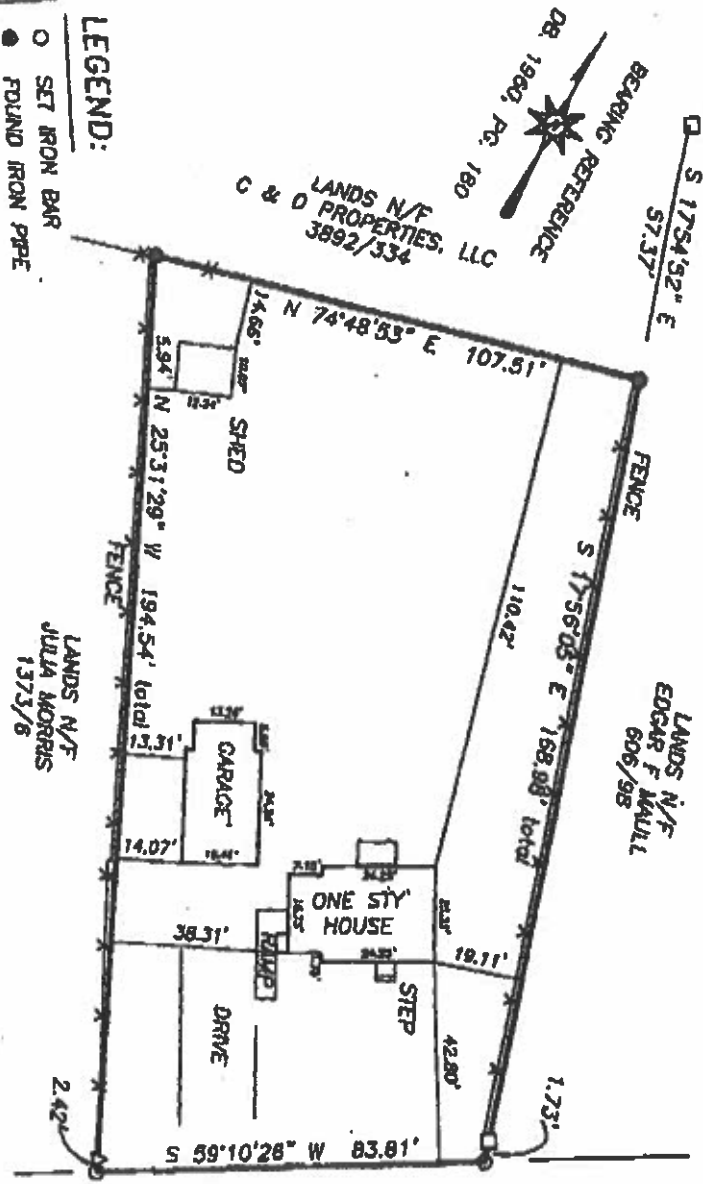 S 17°54'52" E
57.37'
BEARING REFERENCE
DB. 1960, PG. 180
LEGEND:
SET IRON BAR
FOUND IRON PIPE
LANDS N/F
C & D PROPERTIES, LLC
3892/334
N 74°48'53" E 107.51'
14.66'
5.94'
SHED
FENCE
S 17°56'05" E 168.98' total
LANDS N/F
EDGAR F MAULL
606/98
110.42'
N 25°31'29" W 194.54' total
FENCE
LANDS N/F
JULIA MORRIS
1373/6
13.31'
GARAGE
14.07'
ONE STY
HOUSE
38.31'
RAMP
STEP
19.11'
DRIVE
42.80'
1.73'
2.42'
S 59°10'28" W 83.81'